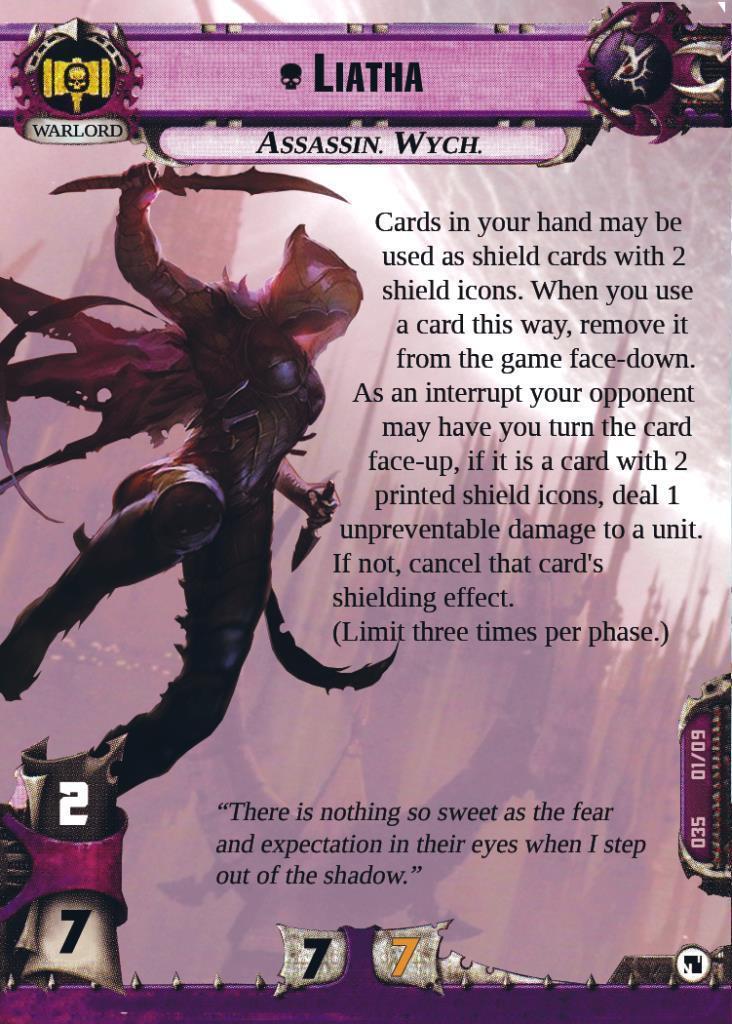 LIATHA
WARLORD
ASSASSIN. WYCH.
Cards in your hand may be
used as shield cards with 2
shield icons. When you use
a card this way, remove it
from the game face-down.
As an interrupt your opponent
may have you turn the card
face-up, if it is a card with 2
printed shield icons, deal 1
unpreventable damage to a unit.
If not, cancel that card's
shielding effect.
(Limit three times per phase.)
035 01/09
2
“There is nothing so sweet as the fear
and expectation in their eyes when I step
out of the shadow.”
7
7 7